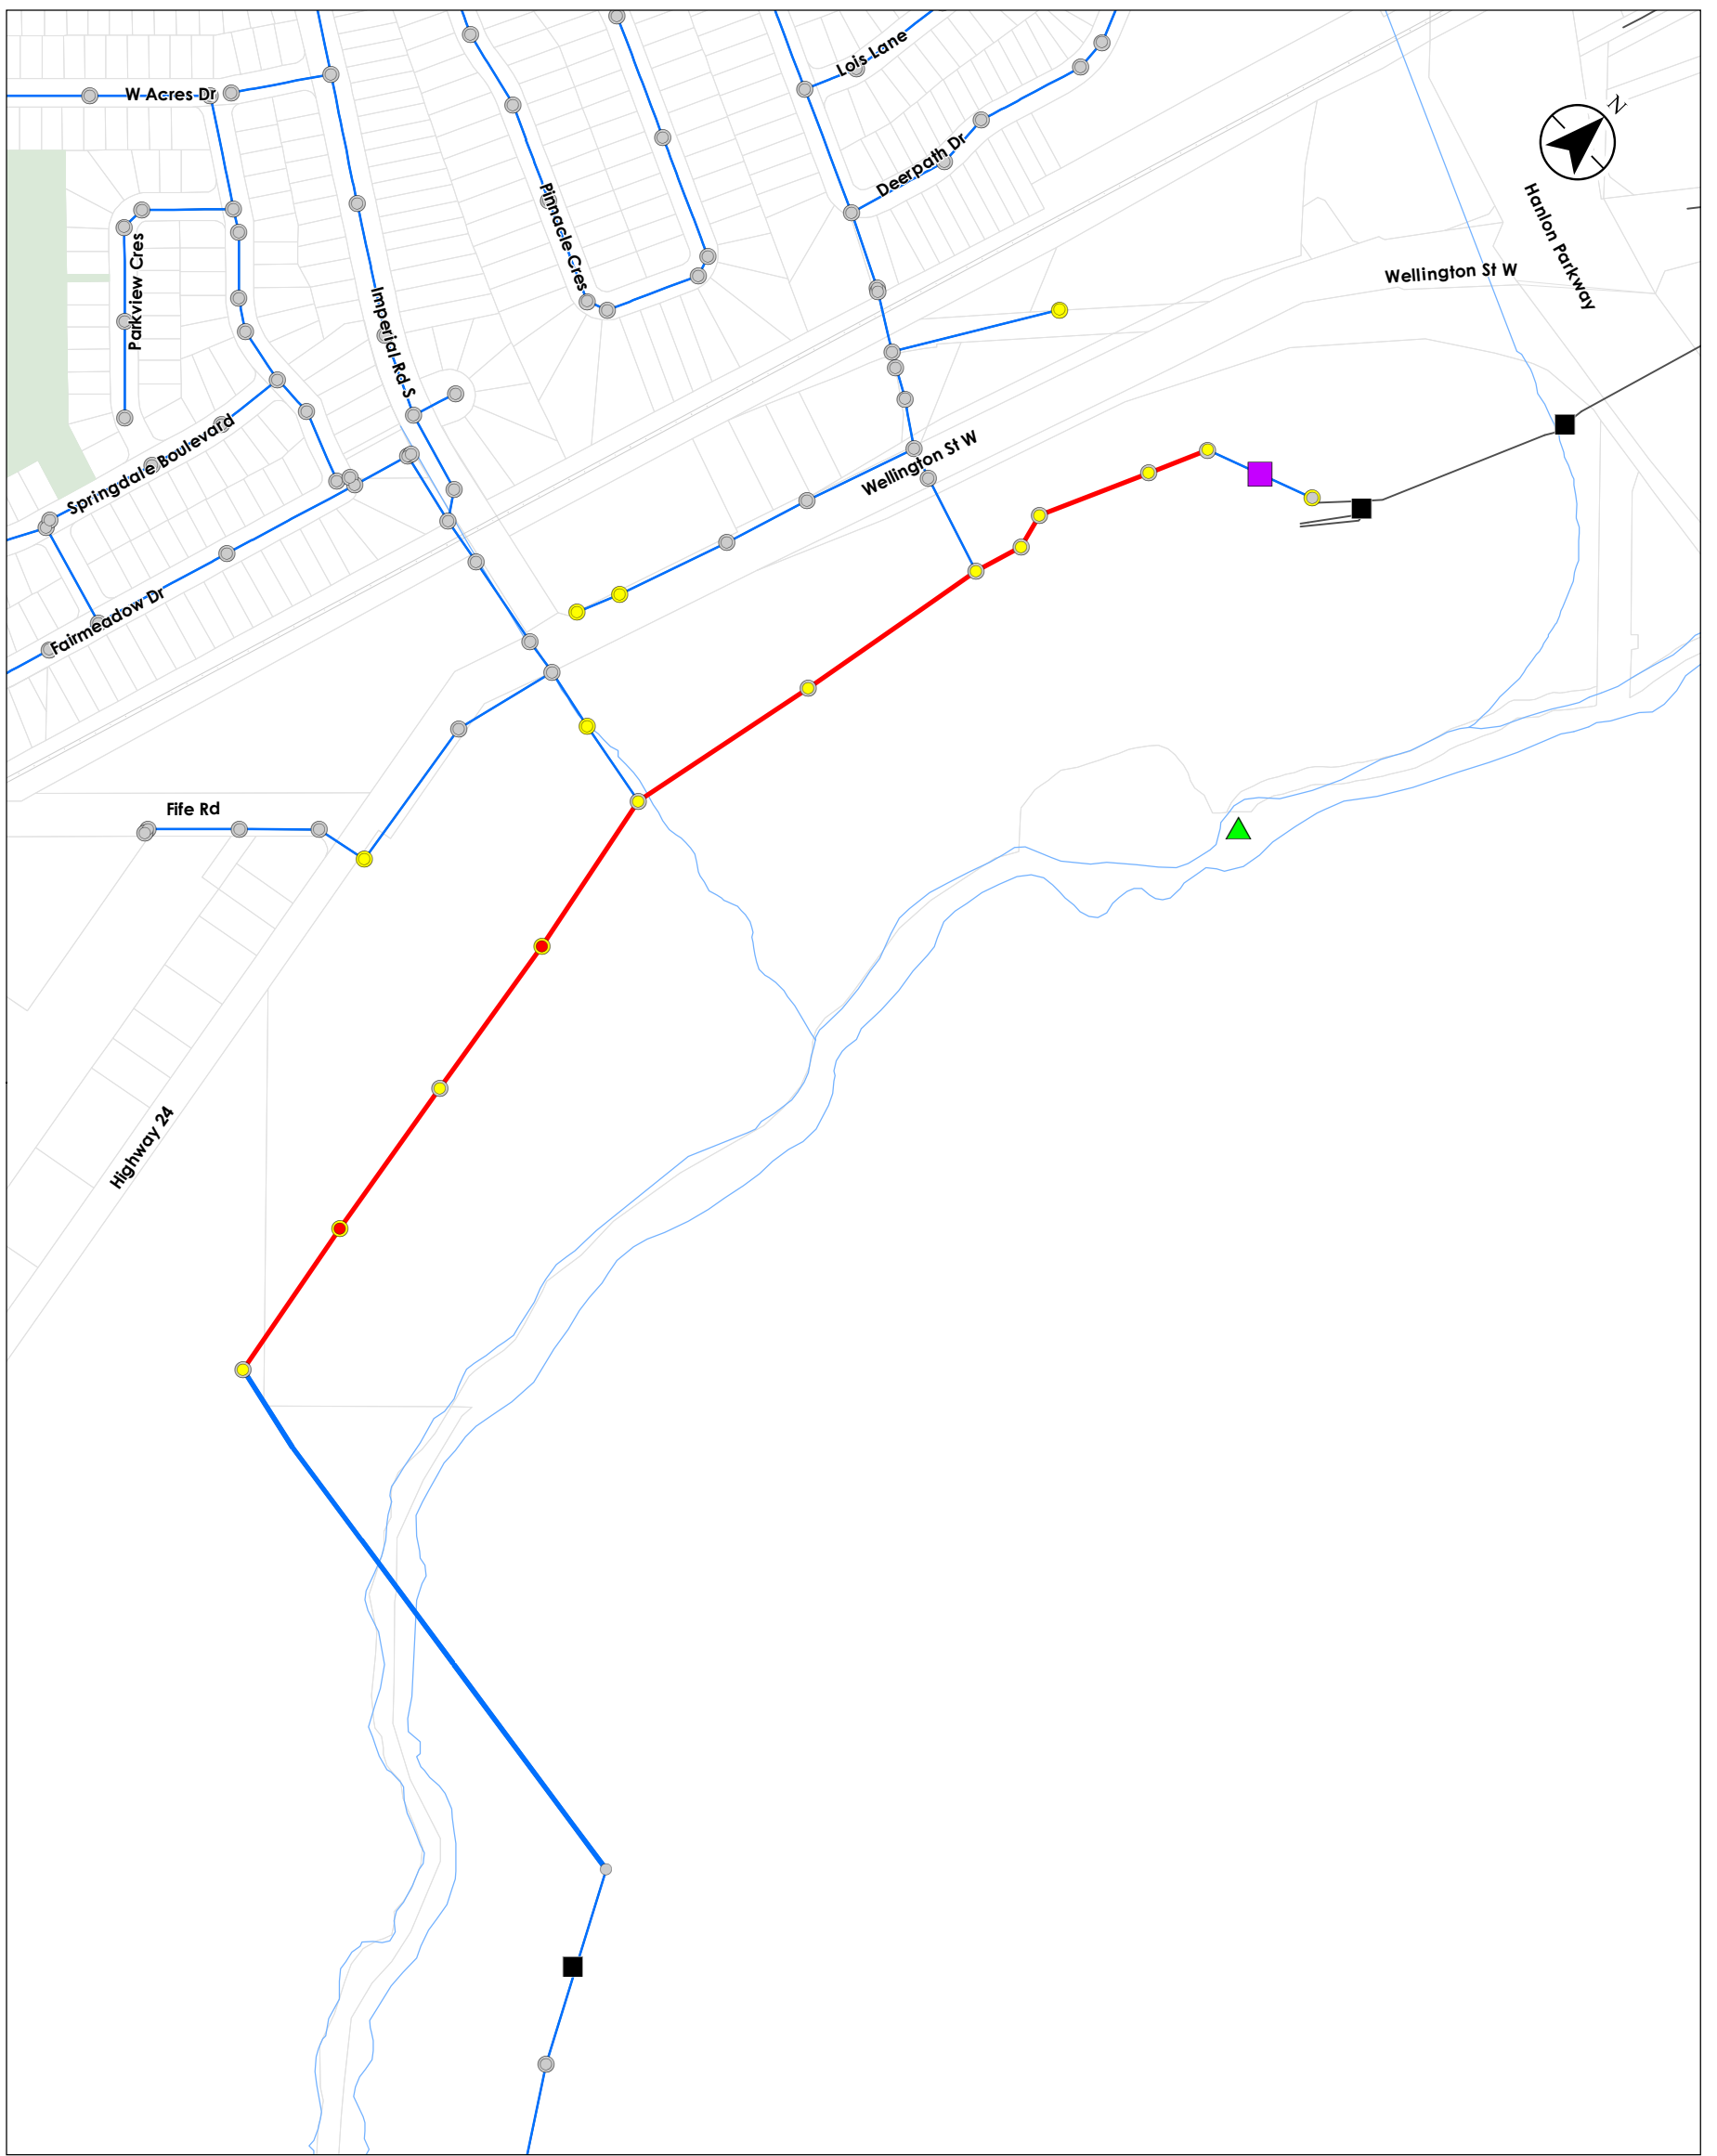 Lois Lane
W Acres Dr
N
Deerpath Dr
Pinnacle Cres
Hanlon Parkway
Parkview Cres
Wellington St W
Imperial Rd S
Springdale Boulevard
Wellington St W
Fairmeadow Dr
Fife Rd
Highway 24